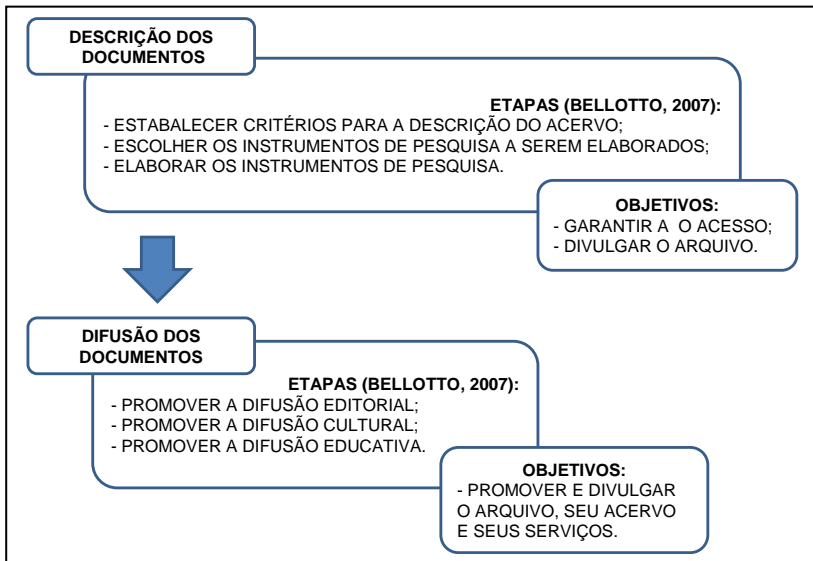 DESCRIÇÃO DOS
DOCUMENTOS
ETAPAS (BELLOTTO, 2007):
- ESTABALECER CRITÉRIOS PARA A DESCRIÇÃO DO ACERVO;
- ESCOLHER OS INSTRUMENTOS DE PESQUISA A SEREM ELABORADOS;
- ELABORAR OS INSTRUMENTOS DE PESQUISA.
OBJETIVOS:
- GARANTIR A  O ACESSO;
- DIVULGAR O ARQUIVO.
DIFUSÃO DOS
DOCUMENTOS
ETAPAS (BELLOTTO, 2007):
- PROMOVER A DIFUSÃO EDITORIAL;
- PROMOVER A DIFUSÃO CULTURAL;
- PROMOVER A DIFUSÃO EDUCATIVA.
OBJETIVOS:
- PROMOVER E DIVULGAR
O ARQUIVO, SEU ACERVO
E SEUS SERVIÇOS.